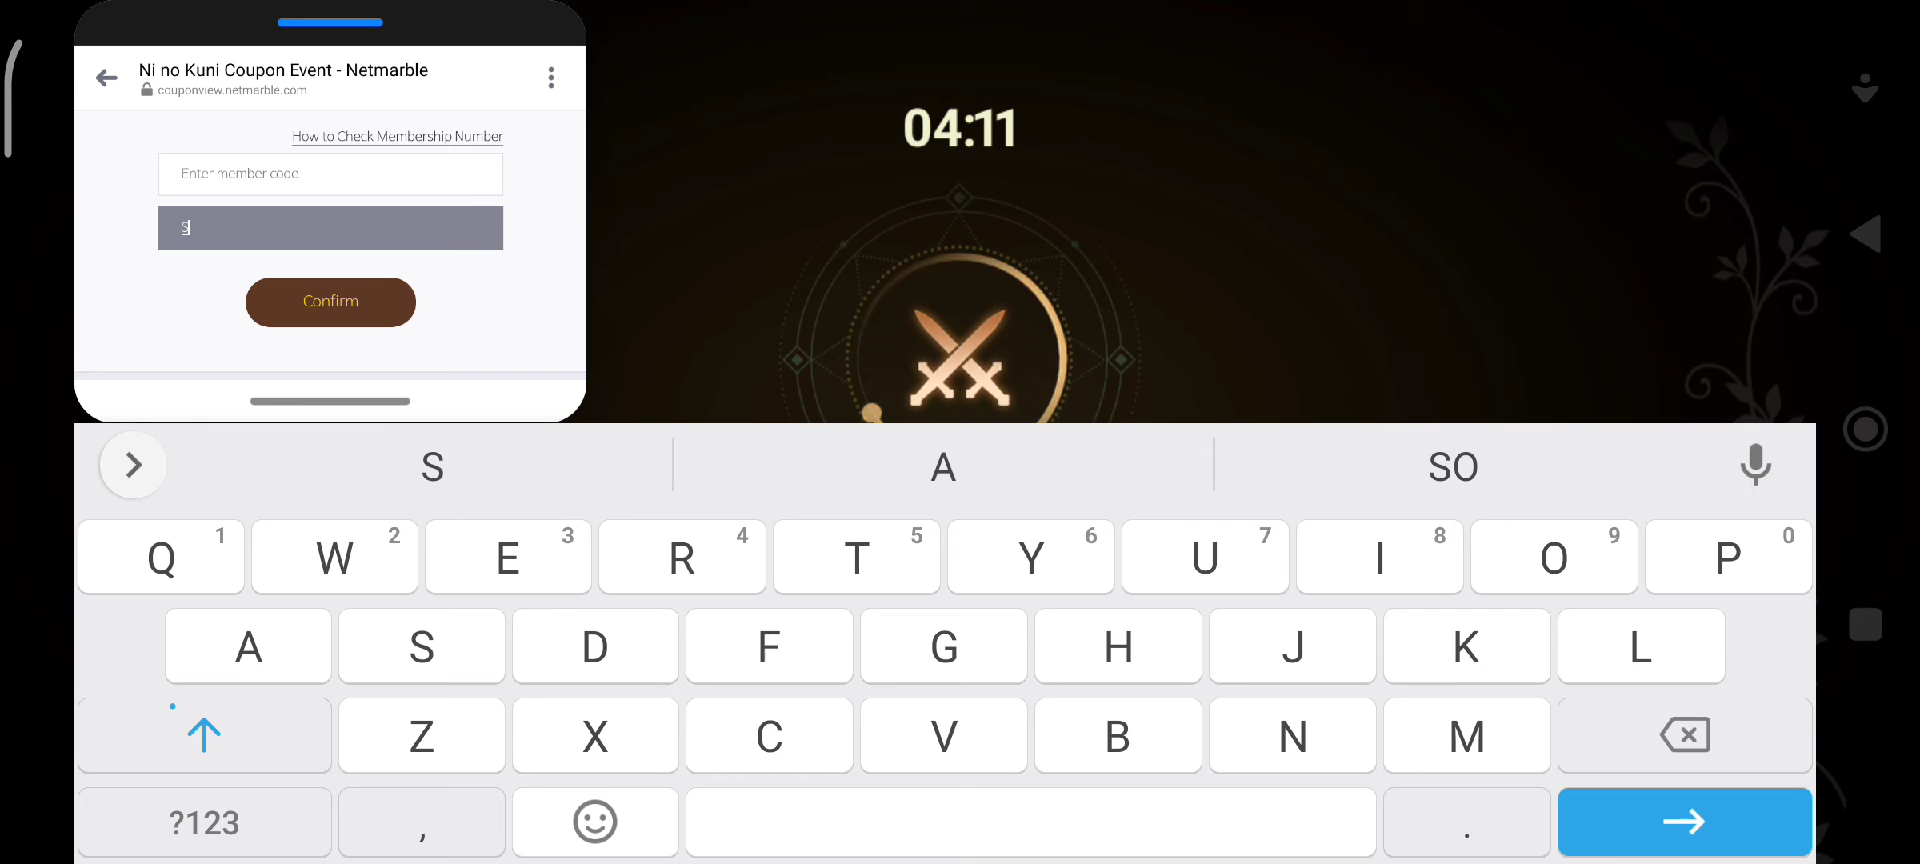 Ni no Kuni Coupon Event - Netmarble
couponview.netmarble.com
How to Check Membership Number
Enter member code
S
Confirm
04:11
S A SO
Q 1 W 2 E 3 R 4 T 5 Y 6 U 7 I 8 O 9 P 0
A S D F G H J K L
Z X C V B N M
?123 , .